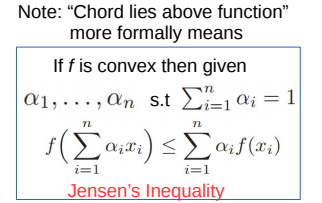 Note: “Chord lies above function”
more formally means
If f is convex then given
α₁, . . . , αₙ s.t ∑ⁿᵢ₌₁ αᵢ = 1
f(∑ⁿᵢ₌₁ αᵢxᵢ) ≤ ∑ⁿᵢ₌₁ αᵢf(xᵢ)
Jensen’s Inequality